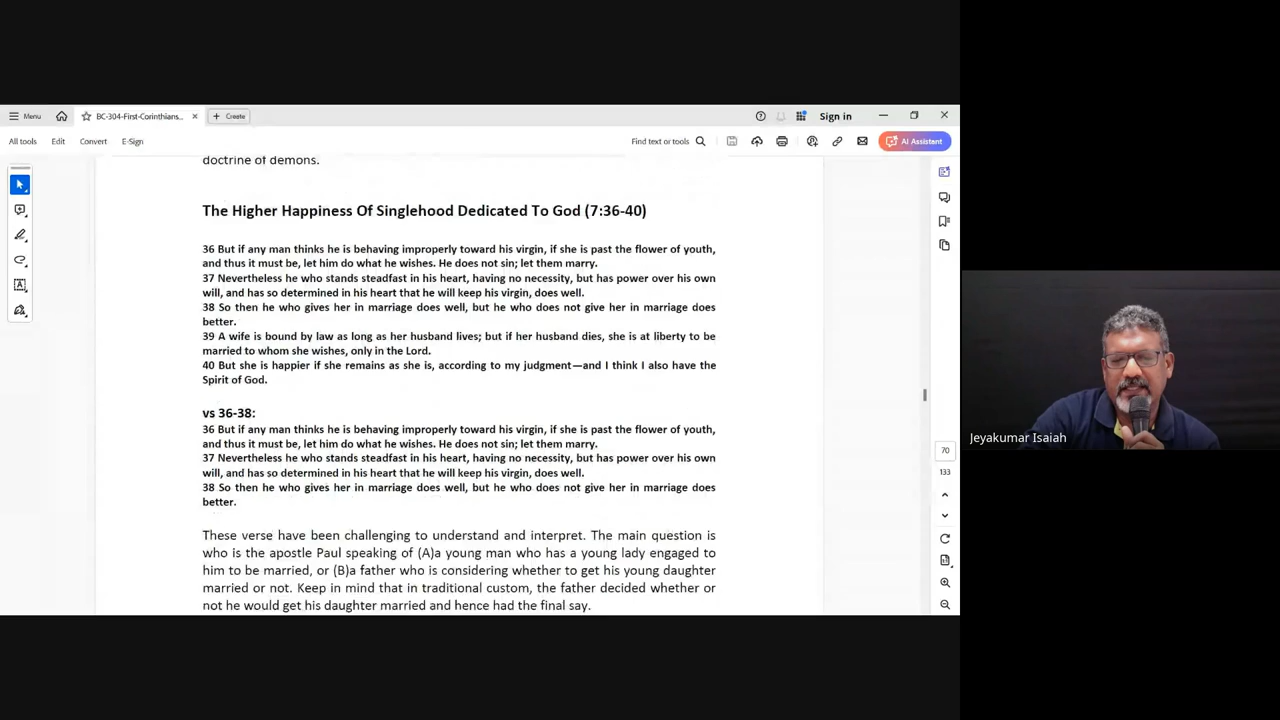 Menu
BC-304-First-Corinthians...
Create
Sign in
All tools
Edit
Convert
E-Sign
Find text or tools
AI Assistant
doctrine of demons.
The Higher Happiness Of Singlehood Dedicated To God (7:36-40)
36 But if any man thinks he is behaving improperly toward his virgin, if she is past the flower of youth,
and thus it must be, let him do what he wishes. He does not sin; let them marry.
37 Nevertheless he who stands steadfast in his heart, having no necessity, but has power over his own
will, and has so determined in his heart that he will keep his virgin, does well.
38 So then he who gives her in marriage does well, but he who does not give her in marriage does
better.
39 A wife is bound by law as long as her husband lives; but if her husband dies, she is at liberty to be
married to whom she wishes, only in the Lord.
40 But she is happier if she remains as she is, according to my judgment—and I think I also have the
Spirit of God.
vs 36-38:
36 But if any man thinks he is behaving improperly toward his virgin, if she is past the flower of youth,
and thus it must be, let him do what he wishes. He does not sin; let them marry.
37 Nevertheless he who stands steadfast in his heart, having no necessity, but has power over his own
will, and has so determined in his heart that he will keep his virgin, does well.
38 So then he who gives her in marriage does well, but he who does not give her in marriage does
better.
These verse have been challenging to understand and interpret. The main question is
who is the apostle Paul speaking of (A)a young man who has a young lady engaged to
him to be married, or (B)a father who is considering whether to get his young daughter
married or not. Keep in mind that in traditional custom, the father decided whether or
not he would get his daughter married and hence had the final say.
70
133
Jeyakumar Isaiah